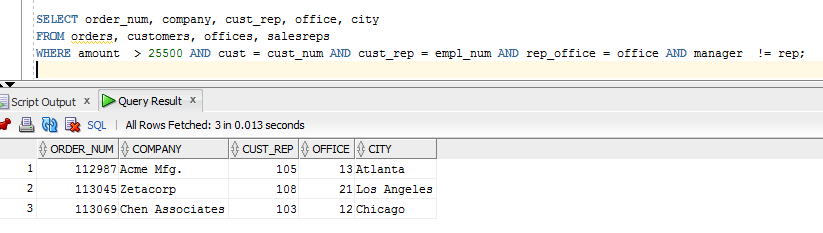 SELECT order_num, company, cust_rep, office, city
FROM orders, customers, offices, salesreps
WHERE amount  > 25500 AND cust = cust_num AND cust_rep = empl_num AND rep_office = office AND manager  != rep;
Script Output x Query Result x
SQL | All Rows Fetched: 3 in 0.013 seconds
ORDER_NUM COMPANY CUST_REP OFFICE CITY
1 112987 Acme Mfg. 105 13 Atlanta
2 113045 Zetacorp 108 21 Los Angeles
3 113069 Chen Associates 103 12 Chicago